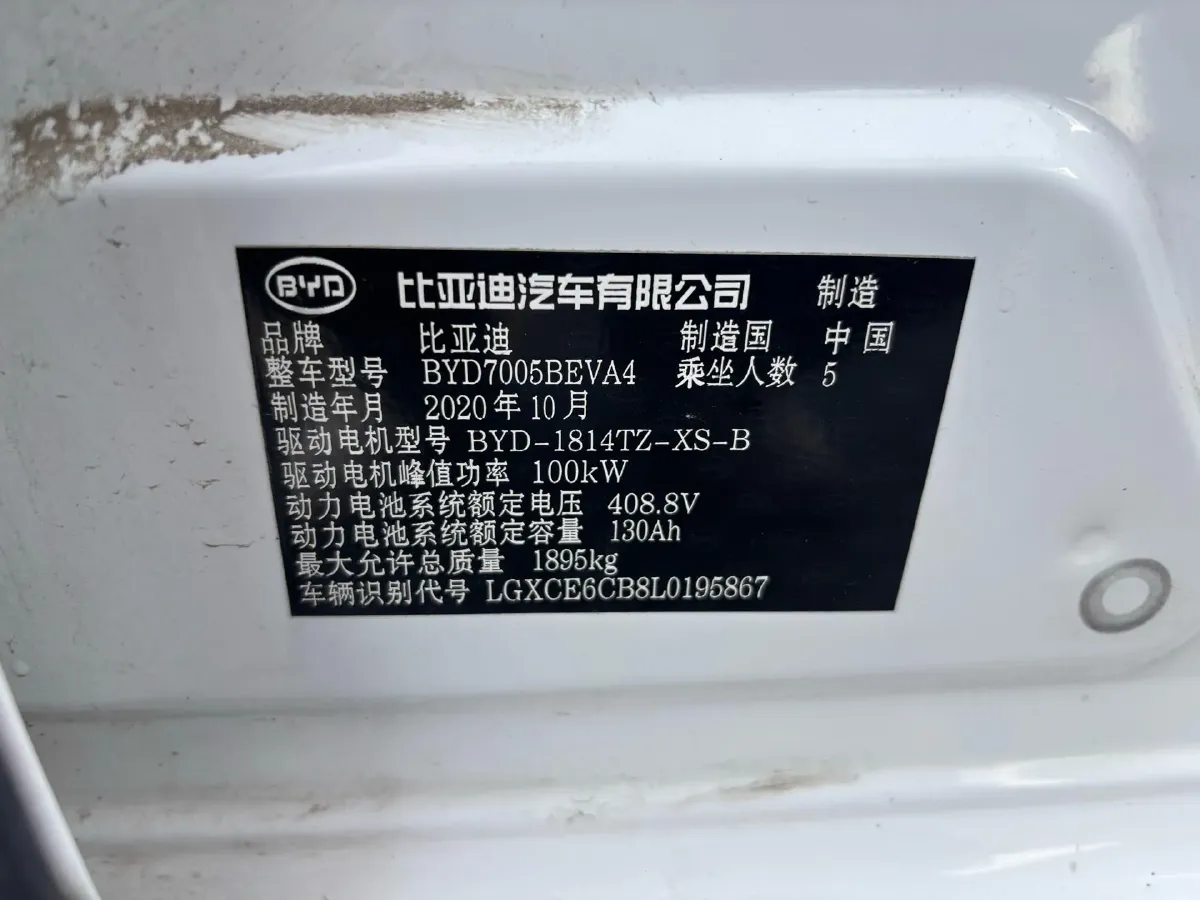 BYD 比亚迪汽车有限公司 制造
品牌 比亚迪 制造国 中国
整车型号 BYD7005BEVA4 乘坐人数 5
制造年月 2020年10月
驱动电机型号 BYD-1814TZ-XS-B
驱动电机峰值功率 100kW
动力电池系统额定电压 408.8V
动力电池系统额定容量 130Ah
最大允许总质量 1895kg
车辆识别代号 LGXCE6CB8L0195867